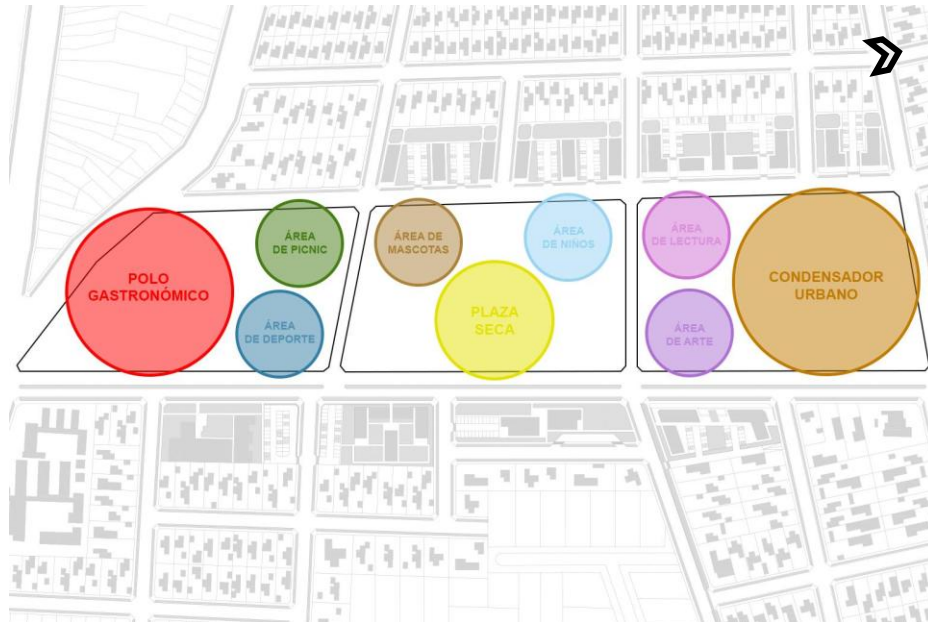 POLO
GASTRONÓMICO
ÁREA
DE PICNIC
ÁREA
DE DEPORTE
ÁREA DE
MASCOTAS
ÁREA
DE NIÑOS
PLAZA
SECA
ÁREA
DE LECTURA
ÁREA
DE ARTE
CONDENSADOR
URBANO